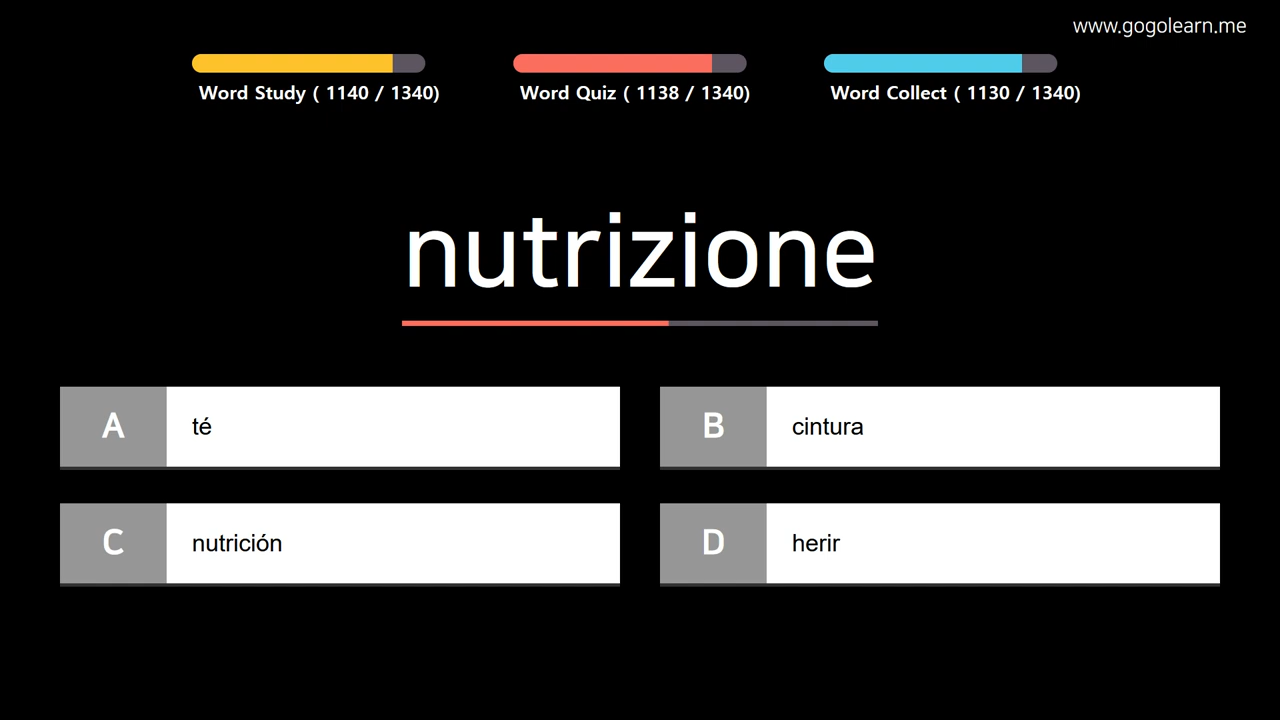 www.gogolearn.me
Word Study ( 1140 / 1340)
Word Quiz ( 1138 / 1340)
Word Collect ( 1130 / 1340)
nutrizione
A té
B cintura
C nutrición
D herir